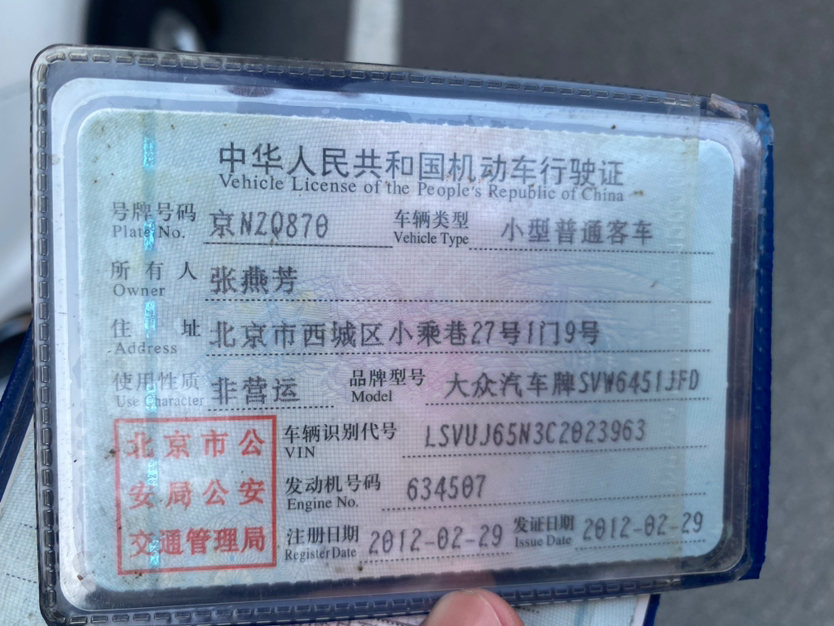 中华人民共和国机动车行驶证
Vehicle License of the People's Republic of China
号牌号码 京NZQ870 车辆类型 小型普通客车
Plate No. Vehicle Type
所有人 张燕芳
Owner
住址 北京市西城区小乘巷27号1门9号
Address
使用性质 非营运 品牌型号 大众汽车牌SVW6451JFD
Use Character Model
北京市公安局公安交通管理局
车辆识别代号 LSVUJ65N3C2023963
VIN
发动机号码 634507
Engine No.
注册日期 2012-02-29 发证日期 2012-02-29
Register Date Issue Date